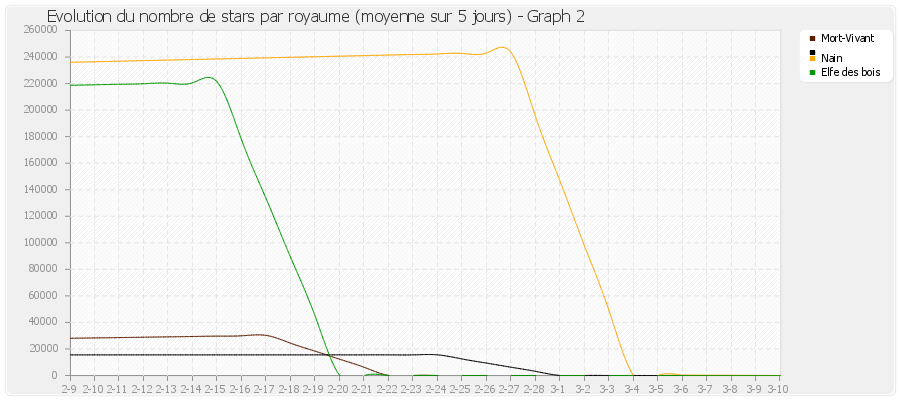 Evolution du nombre de stars par royaume (moyenne sur 5 jours) - Graph 2
260000
240000
220000
200000
180000
160000
140000
120000
100000
80000
60000
40000
20000
0
2-9 2-10 2-11 2-12 2-13 2-14 2-15 2-16 2-17 2-18 2-19 2-20 2-21 2-22 2-23 2-24 2-25 2-26 2-27 2-28 3-1 3-2 3-3 3-4 3-5 3-6 3-7 3-8 3-9 3-10
Mort-Vivant
Nain
Elfe des bois